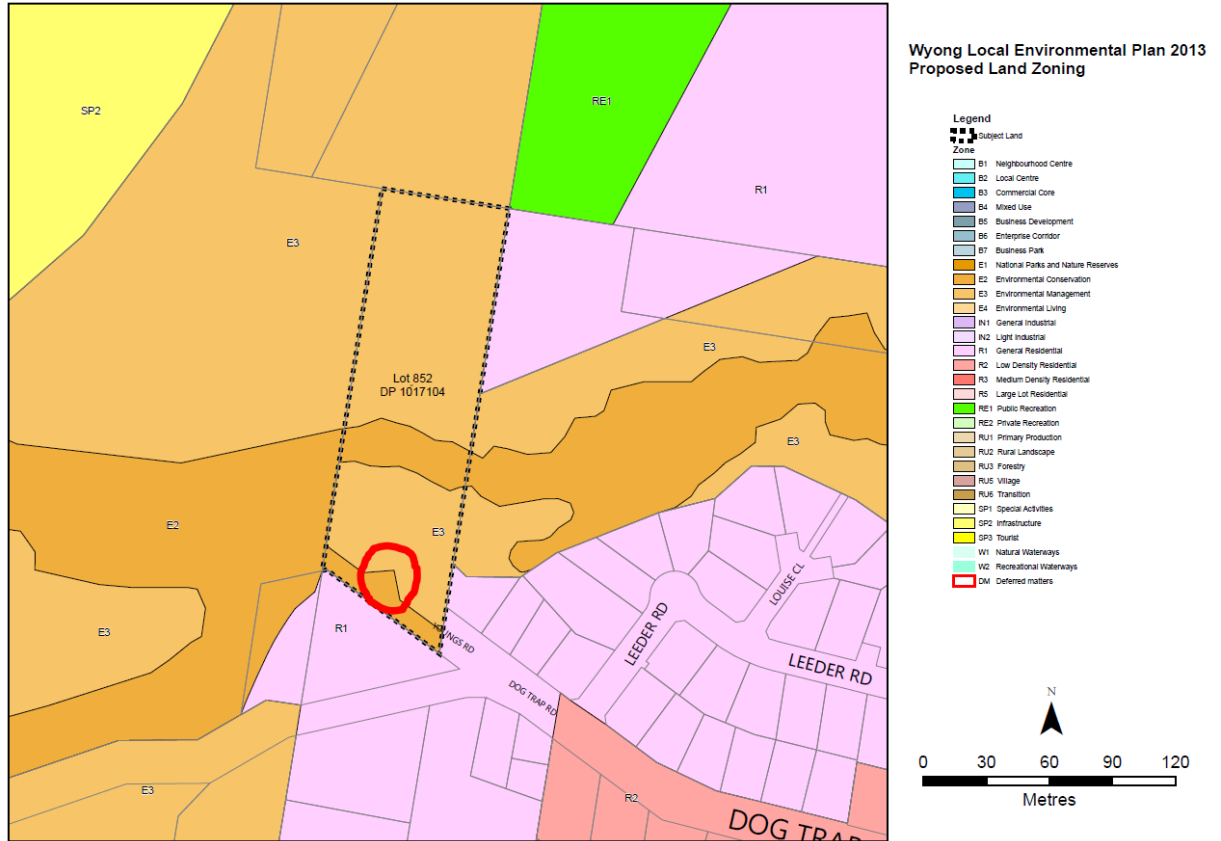 Wyong Local Environmental Plan 2013
Proposed Land Zoning
Legend
Subject Land
Zone
B1 Neighbourhood Centre
B2 Local Centre
B3 Commercial Core
B4 Mixed Use
B5 Business Development
B6 Enterprise Corridor
B7 Business Park
E1 National Parks and Nature Reserves
E2 Environmental Conservation
E3 Environmental Management
E4 Environmental Living
IN1 General Industrial
IN2 Light Industrial
R1 General Residential
R2 Low Density Residential
R3 Medium Density Residential
R5 Large Lot Residential
RE1 Public Recreation
RE2 Private Recreation
RU1 Primary Production
RU2 Rural Landscape
RU3 Forestry
RU5 Village
RU6 Transition
SP1 Special Activities
SP2 Infrastructure
SP3 Tourist
W1 Natural Waterways
W2 Recreational Waterways
DM Deferred matters
N
0 30 60 90 120
Metres
SP2
RE1
R1
E3
E3
Lot 852
DP 1017104
E3
E2
E3
E3
R1
LOUISE CL
LEEDER RD
LEEDER RD
DOG TRAP RD
E3
R2
DOG TRAP